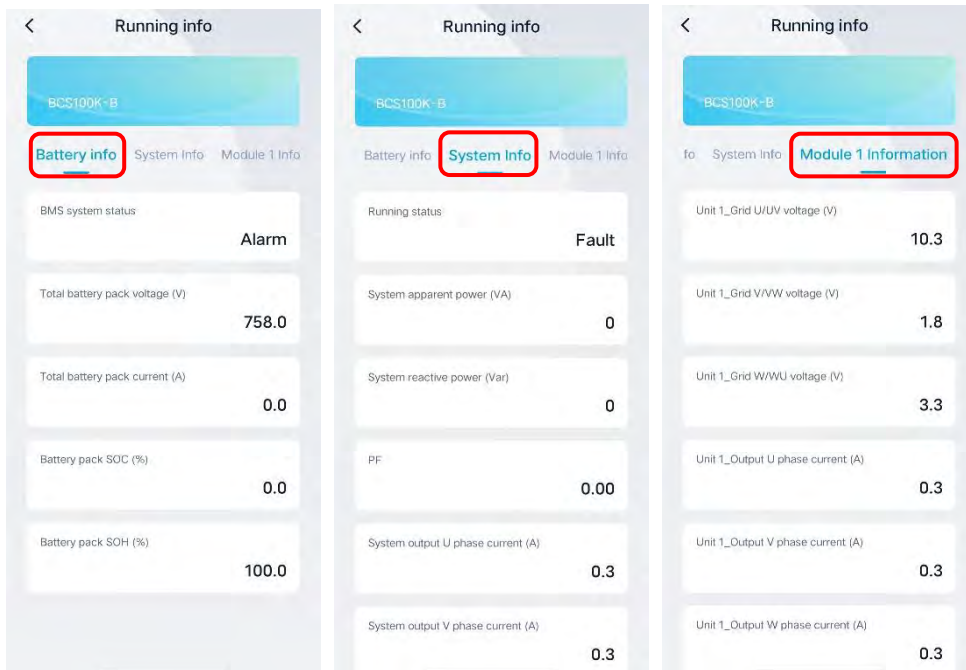 Running info
BCS100K-B
Battery info System Info Module 1 Info
BMS system status
Alarm
Total battery pack voltage (V)
758.0
Total battery pack current (A)
0.0
Battery pack SOC (%)
0.0
Battery pack SOH (%)
100.0
Running info
BCS100K-B
Battery info System Info Module 1 Info
Running status
Fault
System apparent power (VA)
0
System reactive power (Var)
0
PF
0.00
System output U phase current (A)
0.3
System output V phase current (A)
0.3
Running info
BCS100K-B
fo System Info Module 1 Information
Unit 1_Grid U/UV voltage (V)
10.3
Unit 1_Grid V/VW voltage (V)
1.8
Unit 1_Grid W/WU voltage (V)
3.3
Unit 1_Output U phase current (A)
0.3
Unit 1_Output V phase current (A)
0.3
Unit 1_Output W phase current (A)
0.3